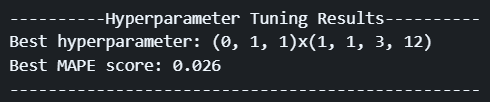 ----------Hyperparameter Tuning Results----------
Best hyperparameter: (0, 1, 1)x(1, 1, 3, 12)
Best MAPE score: 0.026
-------------------------------------------------